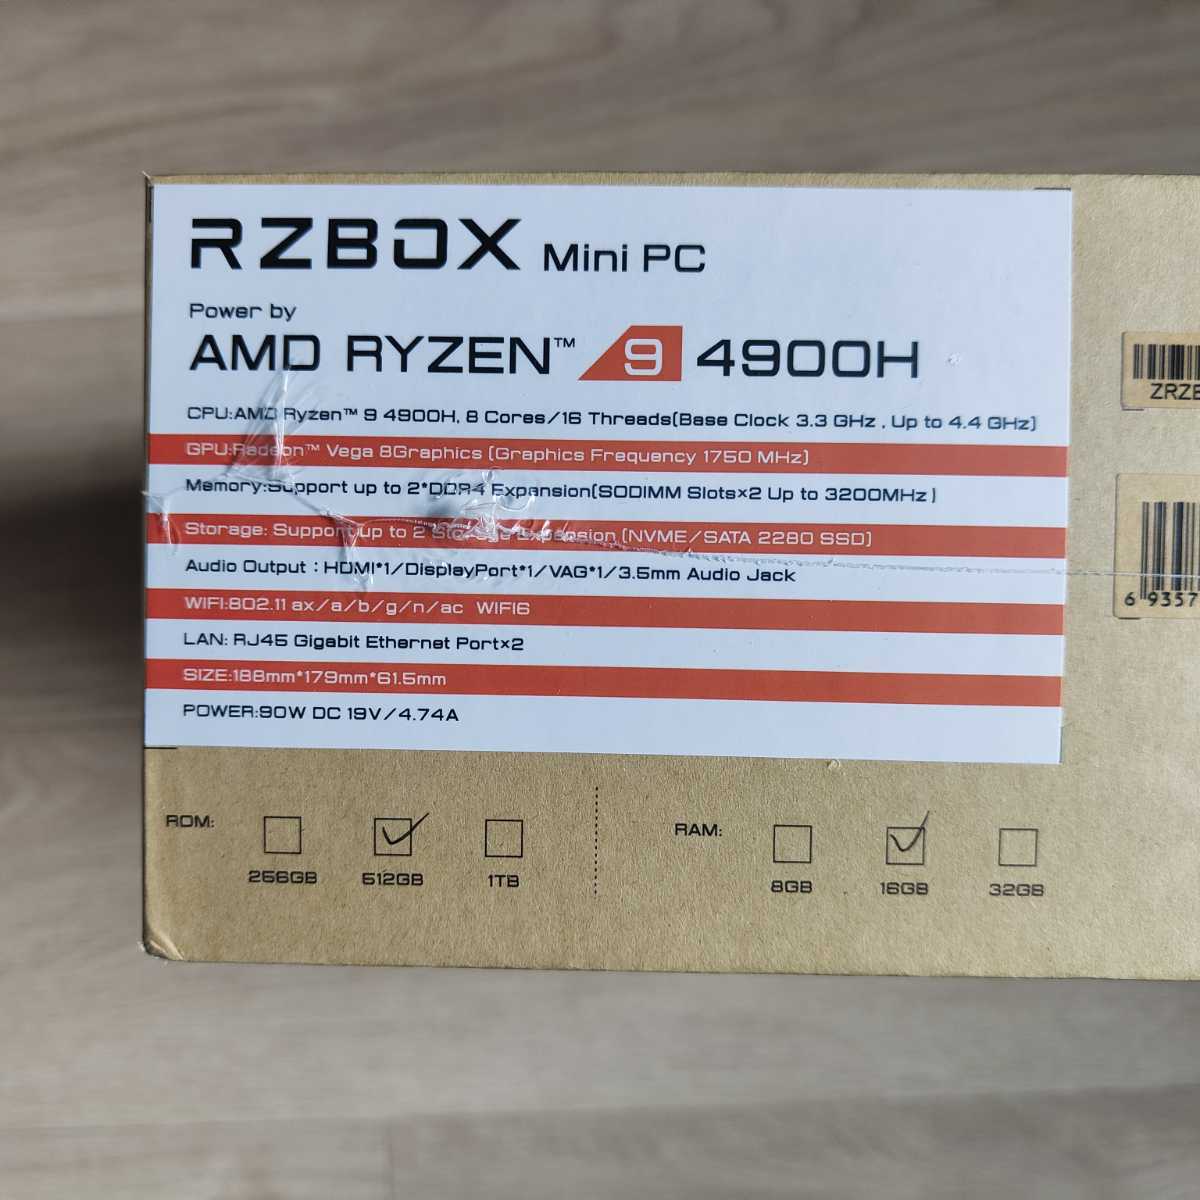 RZBOX Mini PC
Power by
AMD RYZEN™ 9 4900H
CPU:AMD Ryzen™ 9 4900H, 8 Cores/16 Threads(Base Clock 3.3 GHz , Up to 4.4 GHz)
GPU:Radeon™ Vega 8Graphics (Graphics Frequency 1750 MHz)
Memory:Support up to 2*DDR4 Expansion(SODIMM Slots×2 Up to 3200MHz)
Storage: Support up to 2 Storage Expansion (NVME/SATA 2280 SSD)
Audio Output : HDMI*1/DisplayPort*1/VAG*1/3.5mm Audio Jack
WIFI:802.11 ax/a/b/g/n/ac WIFI6
LAN: RJ45 Gigabit Ethernet Port×2
SIZE:188mm*179mm*61.5mm
POWER:90W DC 19V/4.74A
ROM:
256GB 512GB 1TB
RAM:
8GB 16GB 32GB
6 9357